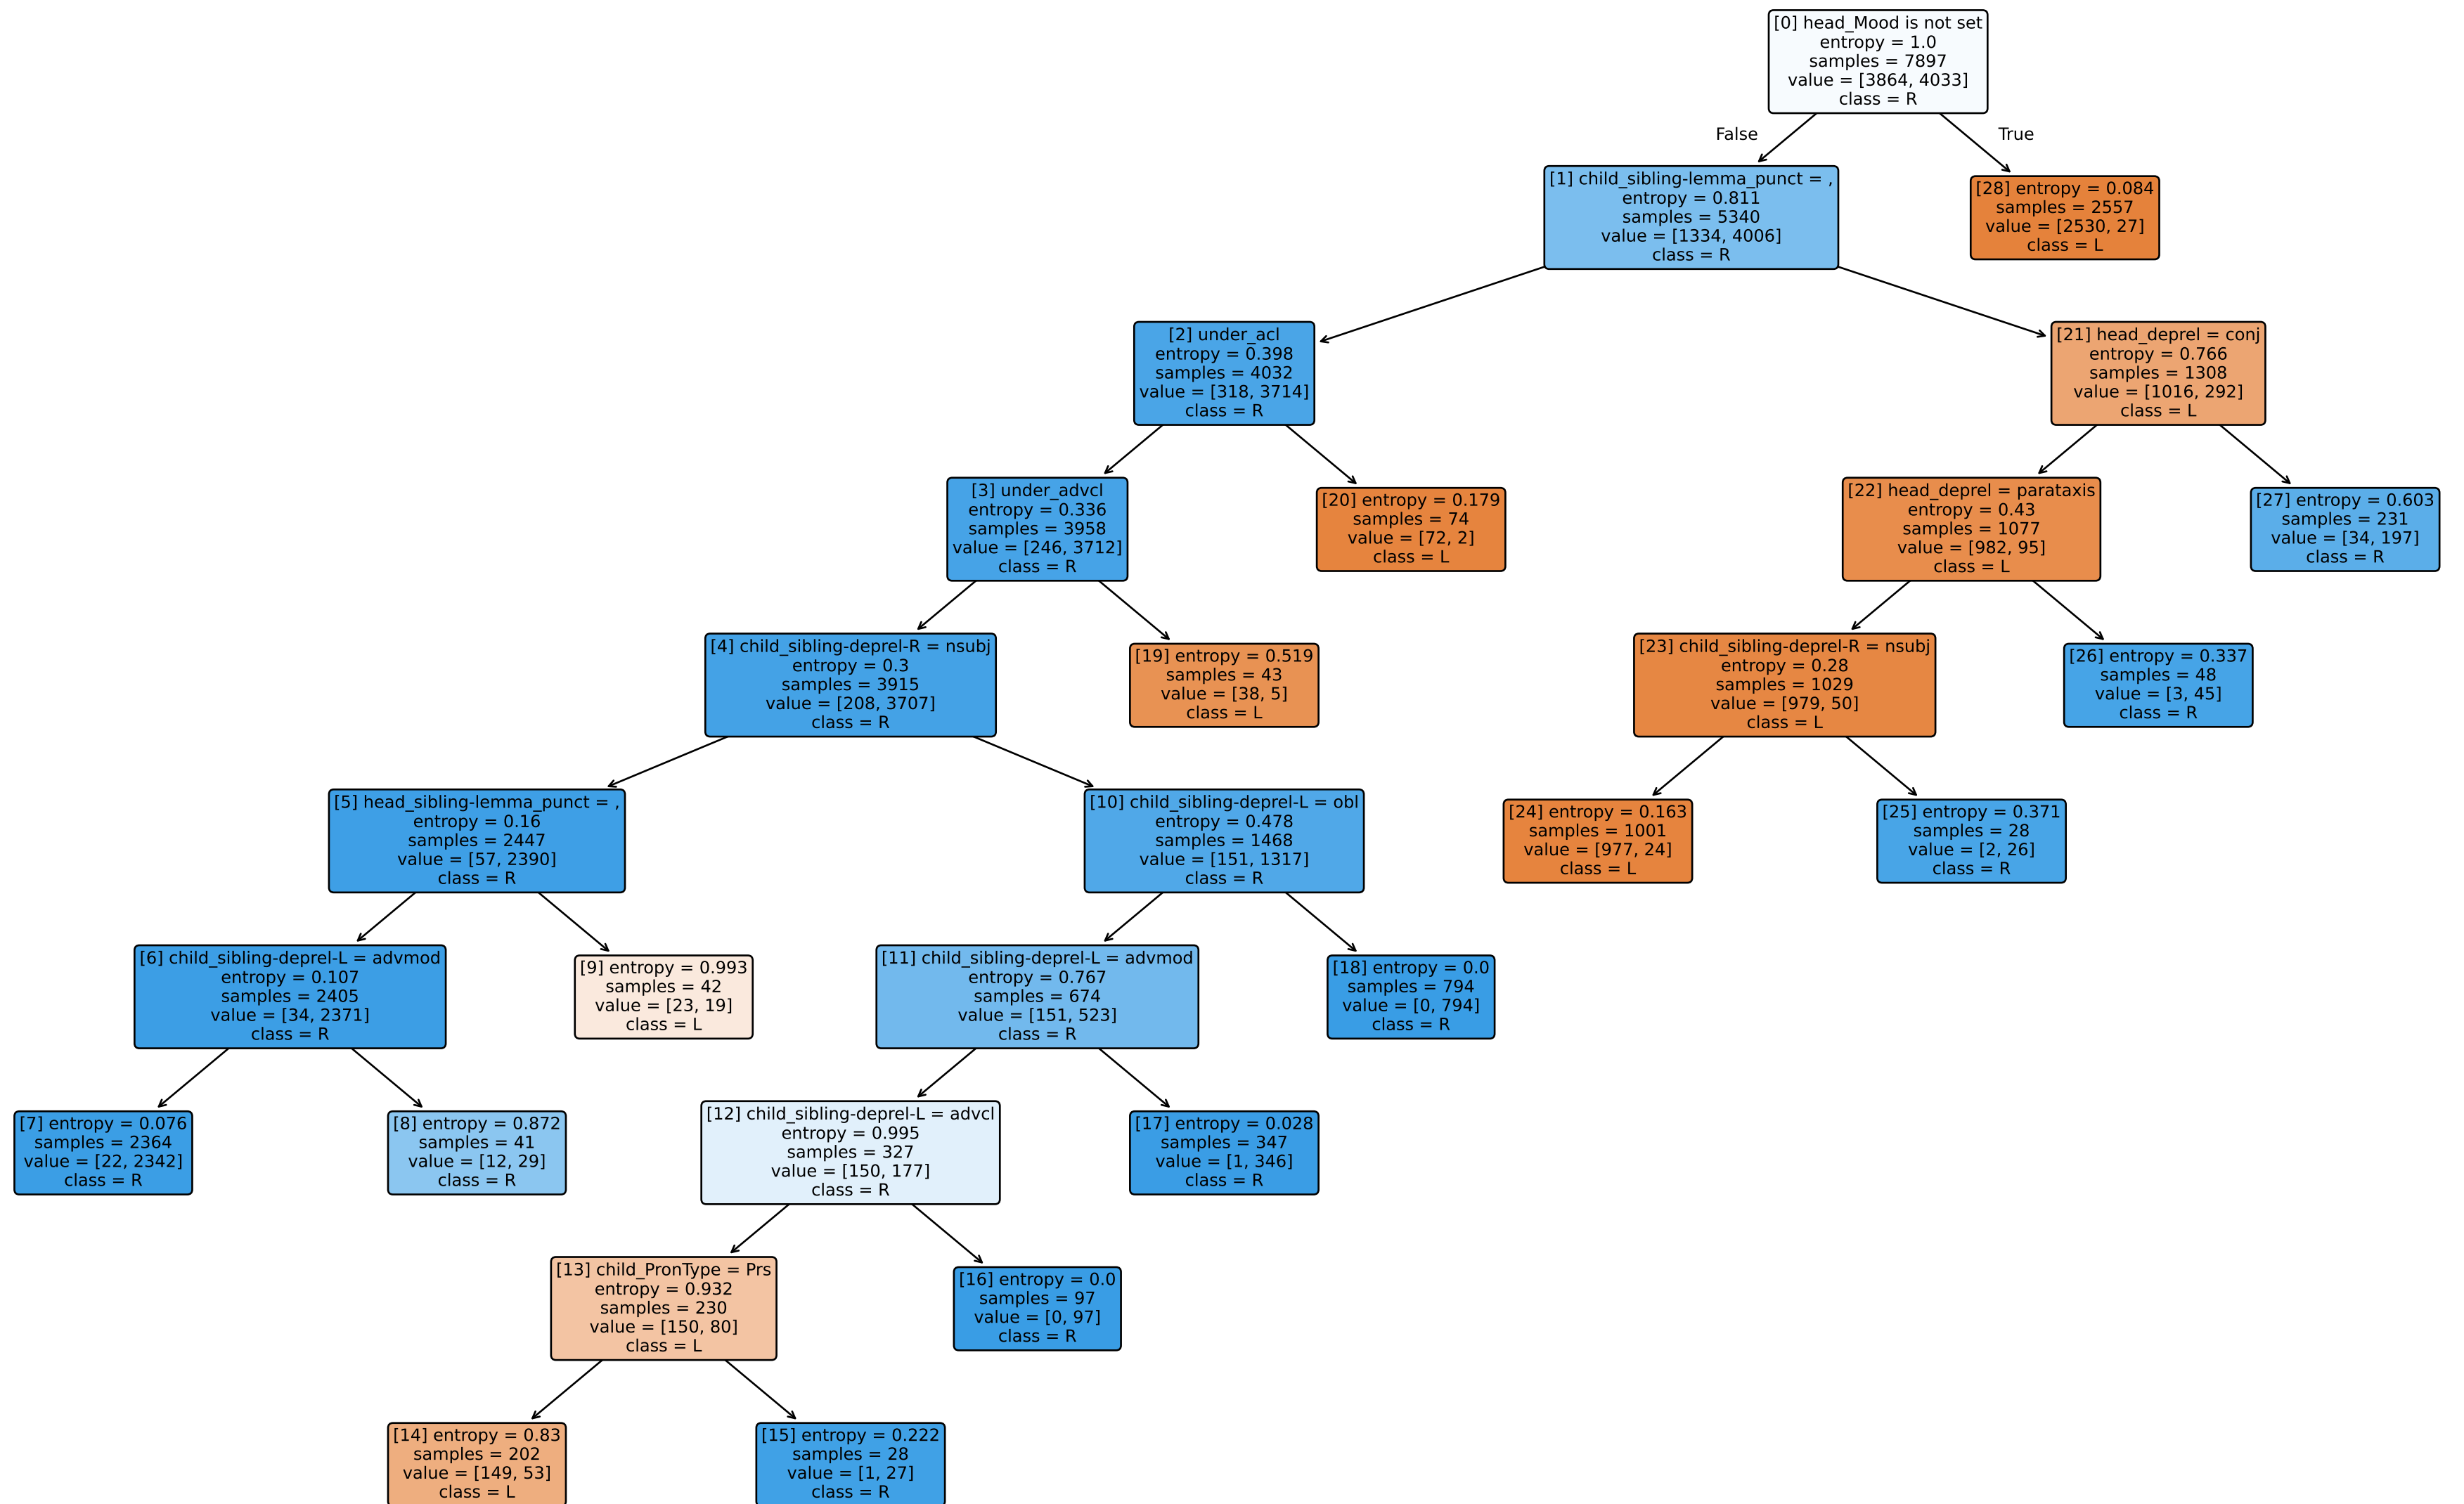 [0] head_Mood is not set
entropy = 1.0
samples = 7897
value = [3864, 4033]
class = R
False
True
[1] child_sibling-lemma_punct = ,
entropy = 0.811
samples = 5340
value = [1334, 4006]
class = R
[28] entropy = 0.084
samples = 2557
value = [2530, 27]
class = L
[2] under_acl
entropy = 0.398
samples = 4032
value = [318, 3714]
class = R
[21] head_deprel = conj
entropy = 0.766
samples = 1308
value = [1016, 292]
class = L
[3] under_advcl
entropy = 0.336
samples = 3958
value = [246, 3712]
class = R
[20] entropy = 0.179
samples = 74
value = [72, 2]
class = L
[22] head_deprel = parataxis
entropy = 0.43
samples = 1077
value = [982, 95]
class = L
[27] entropy = 0.603
samples = 231
value = [34, 197]
class = R
[4] child_sibling-deprel-R = nsubj
entropy = 0.3
samples = 3915
value = [208, 3707]
class = R
[19] entropy = 0.519
samples = 43
value = [38, 5]
class = L
[23] child_sibling-deprel-R = nsubj
entropy = 0.28
samples = 1029
value = [979, 50]
class = L
[26] entropy = 0.337
samples = 48
value = [3, 45]
class = R
[5] head_sibling-lemma_punct = ,
entropy = 0.16
samples = 2447
value = [57, 2390]
class = R
[10] child_sibling-deprel-L = obl
entropy = 0.478
samples = 1468
value = [151, 1317]
class = R
[24] entropy = 0.163
samples = 1001
value = [977, 24]
class = L
[25] entropy = 0.371
samples = 28
value = [2, 26]
class = R
[6] child_sibling-deprel-L = advmod
entropy = 0.107
samples = 2405
value = [34, 2371]
class = R
[9] entropy = 0.993
samples = 42
value = [23, 19]
class = L
[11] child_sibling-deprel-L = advmod
entropy = 0.767
samples = 674
value = [151, 523]
class = R
[18] entropy = 0.0
samples = 794
value = [0, 794]
class = R
[7] entropy = 0.076
samples = 2364
value = [22, 2342]
class = R
[8] entropy = 0.872
samples = 41
value = [12, 29]
class = R
[12] child_sibling-deprel-L = advcl
entropy = 0.995
samples = 327
value = [150, 177]
class = R
[17] entropy = 0.028
samples = 347
value = [1, 346]
class = R
[13] child_PronType = Prs
entropy = 0.932
samples = 230
value = [150, 80]
class = L
[16] entropy = 0.0
samples = 97
value = [0, 97]
class = R
[14] entropy = 0.83
samples = 202
value = [149, 53]
class = L
[15] entropy = 0.222
samples = 28
value = [1, 27]
class = R